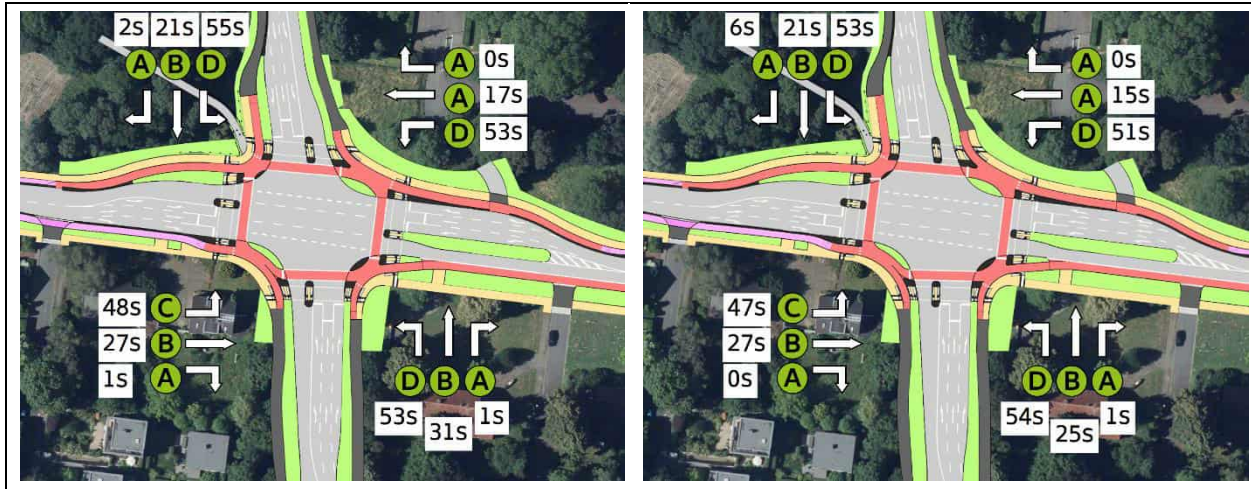 2s 21s 55s
A B D
A 0s
A 17s
D 53s
48s C
27s B
1s A
D B A
53s 31s 1s
6s 21s 53s
A B D
A 0s
A 15s
D 51s
47s C
27s B
0s A
D B A
54s 25s 1s